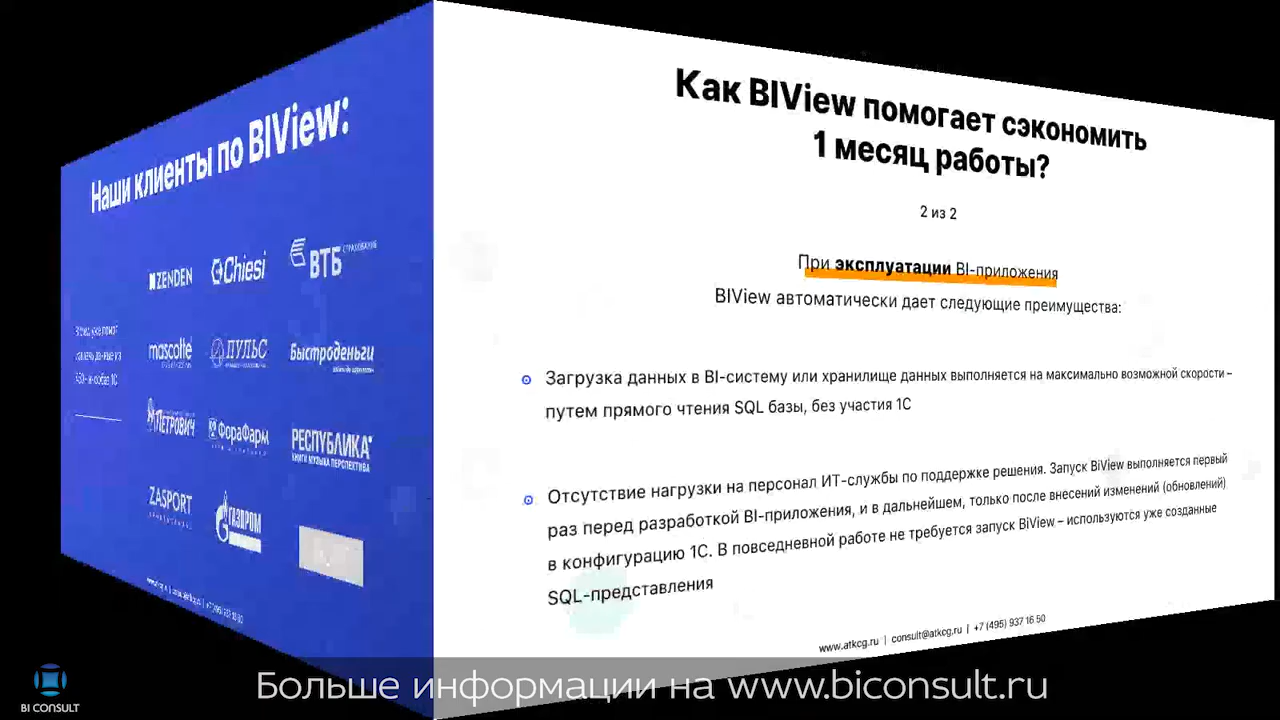 Наши клиенты по BIView:
ZENDEN
Chiesi
ВТБ СТРАХОВАНИЕ
mascotte
ПУЛЬС
Быстроденьги
ПЕТРОВИЧ
ФораФарм
РЕСПУБЛИКА*
КНИГИ МУЗЫКА ПЕРСПЕКТИВА
ZASPORT
ГАЗПРОМ
Как BIView помогает сэкономить
1 месяц работы?
2 из 2
При эксплуатации BI-приложения
BIView автоматически дает следующие преимущества:
Загрузка данных в BI-систему или хранилище данных выполняется на максимально возможной скорости –
путем прямого чтения SQL базы, без участия 1С
Отсутствие нагрузки на персонал ИТ-службы по поддержке решения. Запуск BiView выполняется первый
раз перед разработкой BI-приложения, и в дальнейшем, только после внесений изменений (обновлений)
в конфигурацию 1С. В повседневной работе не требуется запуск BiView – используются уже созданные
SQL-представления
www.atkcg.ru | consult@atkcg.ru | +7 (495) 937 16 50
Больше информации на www.biconsult.ru
BI CONSULT